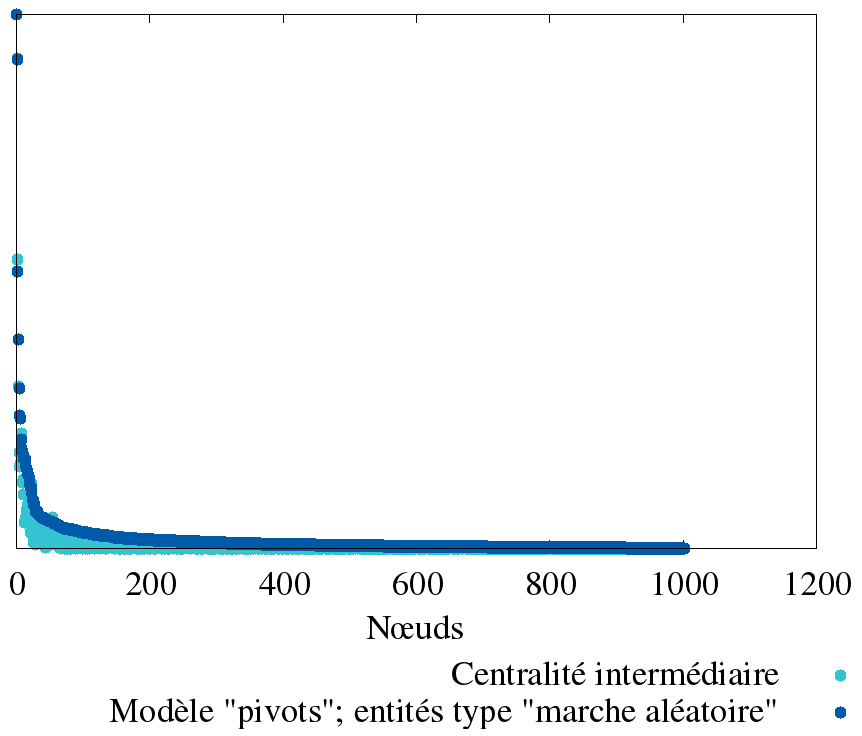 0 200 400 600 800 1000 1200
Nœuds
Centralité intermédiaire
Modèle "pivots"; entités type "marche aléatoire"